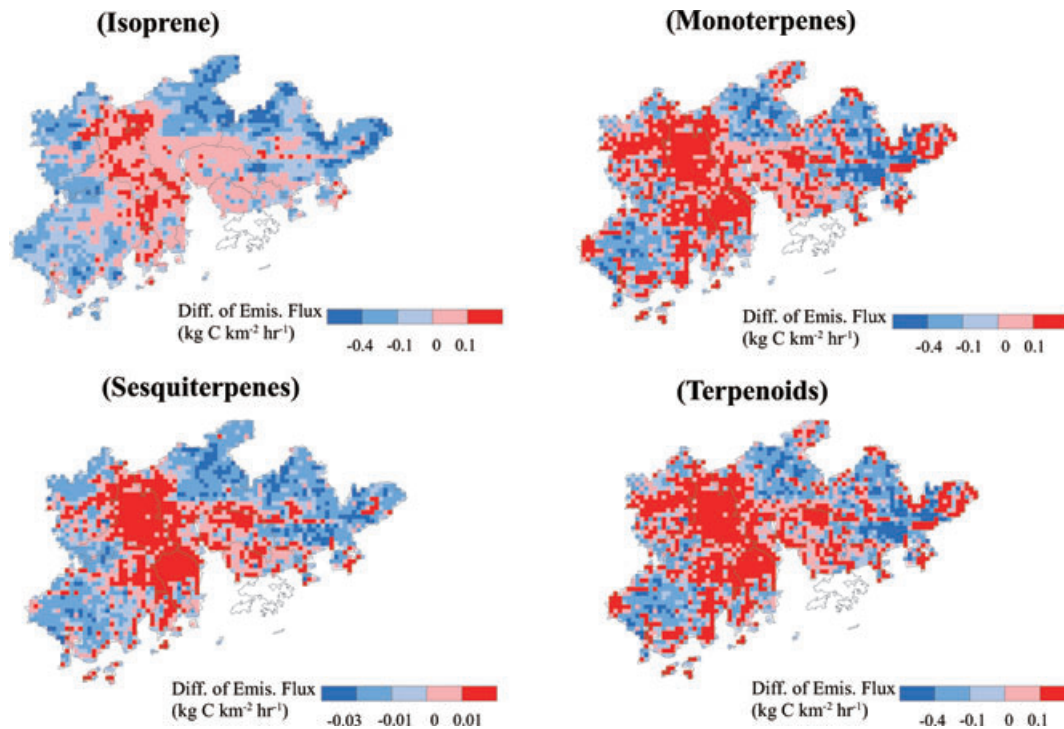 (Isoprene)
(Monoterpenes)
Diff. of Emis. Flux
(kg C km⁻² hr⁻¹)
-0.4 -0.1 0 0.1
Diff. of Emis. Flux
(kg C km⁻² hr⁻¹)
-0.4 -0.1 0 0.1
(Sesquiterpenes)
(Terpenoids)
Diff. of Emis. Flux
(kg C km⁻² hr⁻¹)
-0.03 -0.01 0 0.01
Diff. of Emis. Flux
(kg C km⁻² hr⁻¹)
-0.4 -0.1 0 0.1